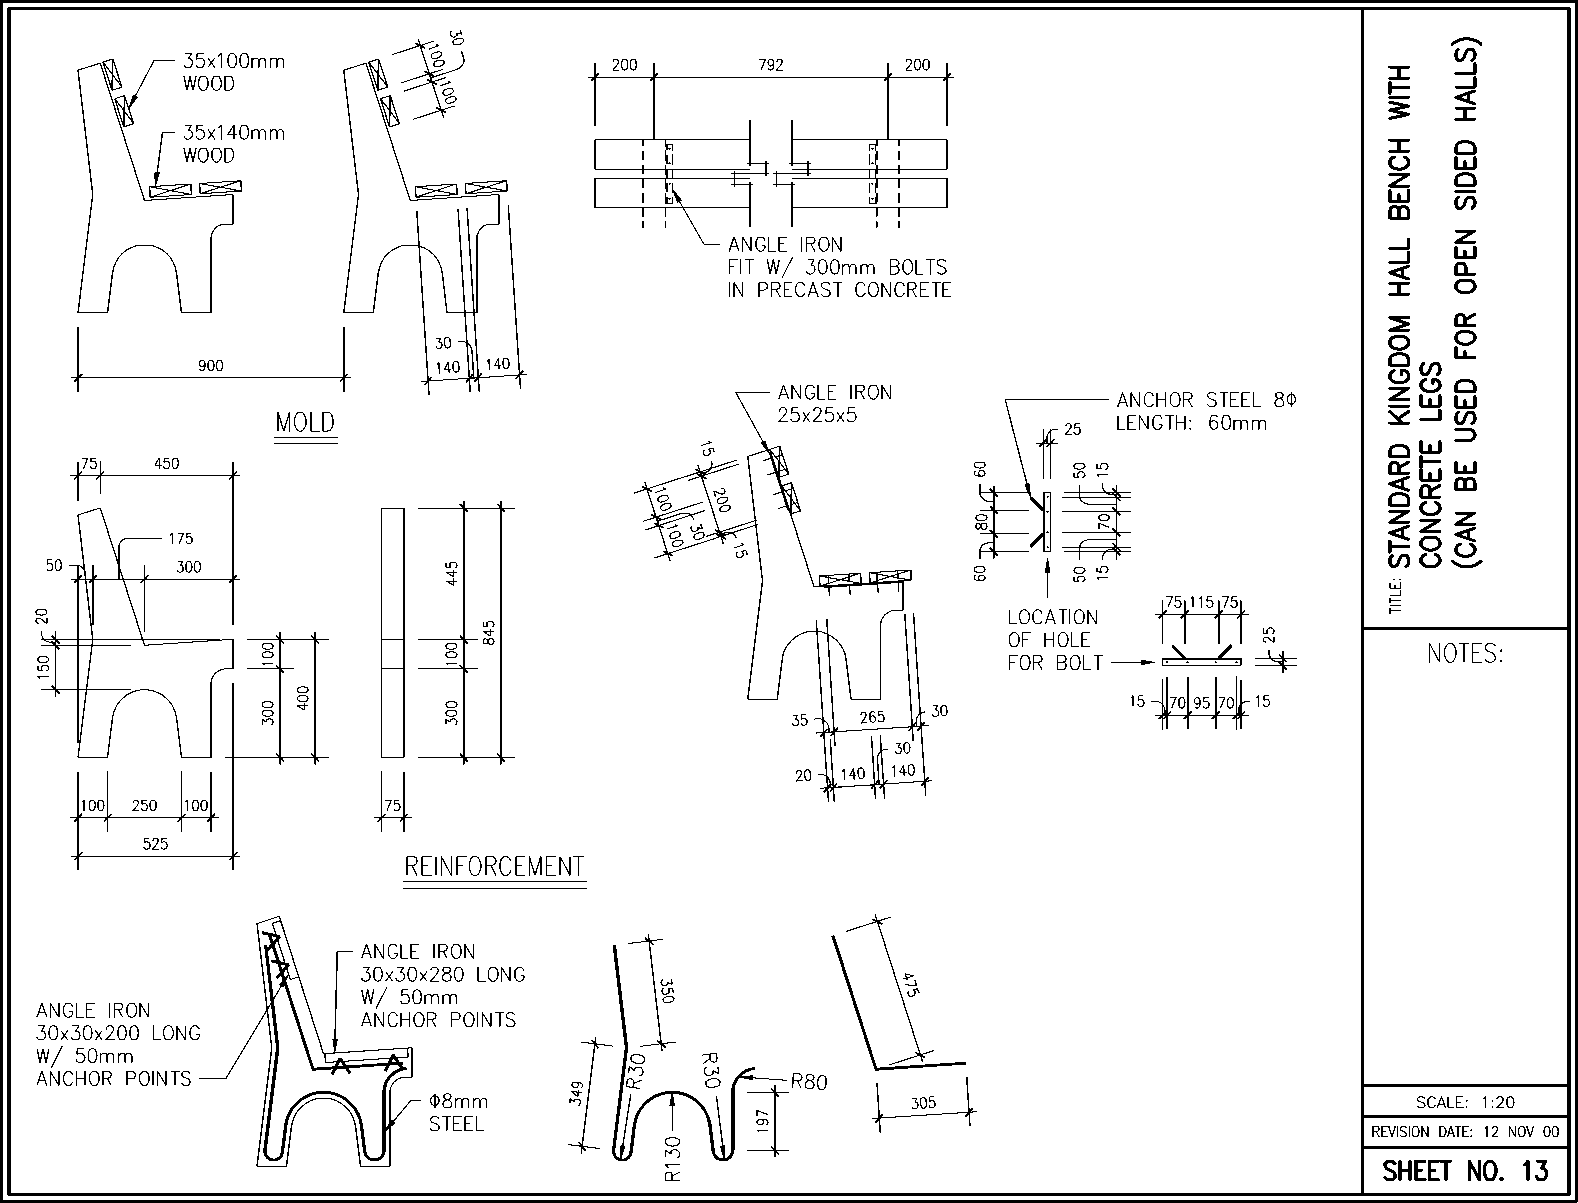 35x100mm
WOOD
35x140mm
WOOD
900
100
30
100
30
140
140
200
792
200
ANGLE IRON
FIT W/ 300mm BOLTS
IN PRECAST CONCRETE
MOLD
75
450
175
50
300
20
150
100
300
400
100
250
100
525
445
100
300
845
75
ANGLE IRON
25x25x5
15
200
100
30
100
15
35
265
30
30
20
140
140
ANCHOR STEEL 8Φ
LENGTH: 60mm
25
60
80
60
50
15
70
50
15
LOCATION
OF HOLE
FOR BOLT
75
115
75
25
15
70
95
70
15
REINFORCEMENT
ANGLE IRON
30x30x280 LONG
W/ 50mm
ANCHOR POINTS
ANGLE IRON
30x30x200 LONG
W/ 50mm
ANCHOR POINTS
Φ8mm
STEEL
350
349
R30
R30
R80
R130
197
475
305
TITLE:
STANDARD KINGDOM HALL BENCH WITH
CONCRETE LEGS
(CAN BE USED FOR OPEN SIDED HALLS)
NOTES:
SCALE: 1:20
REVISION DATE: 12 NOV 00
SHEET NO. 13